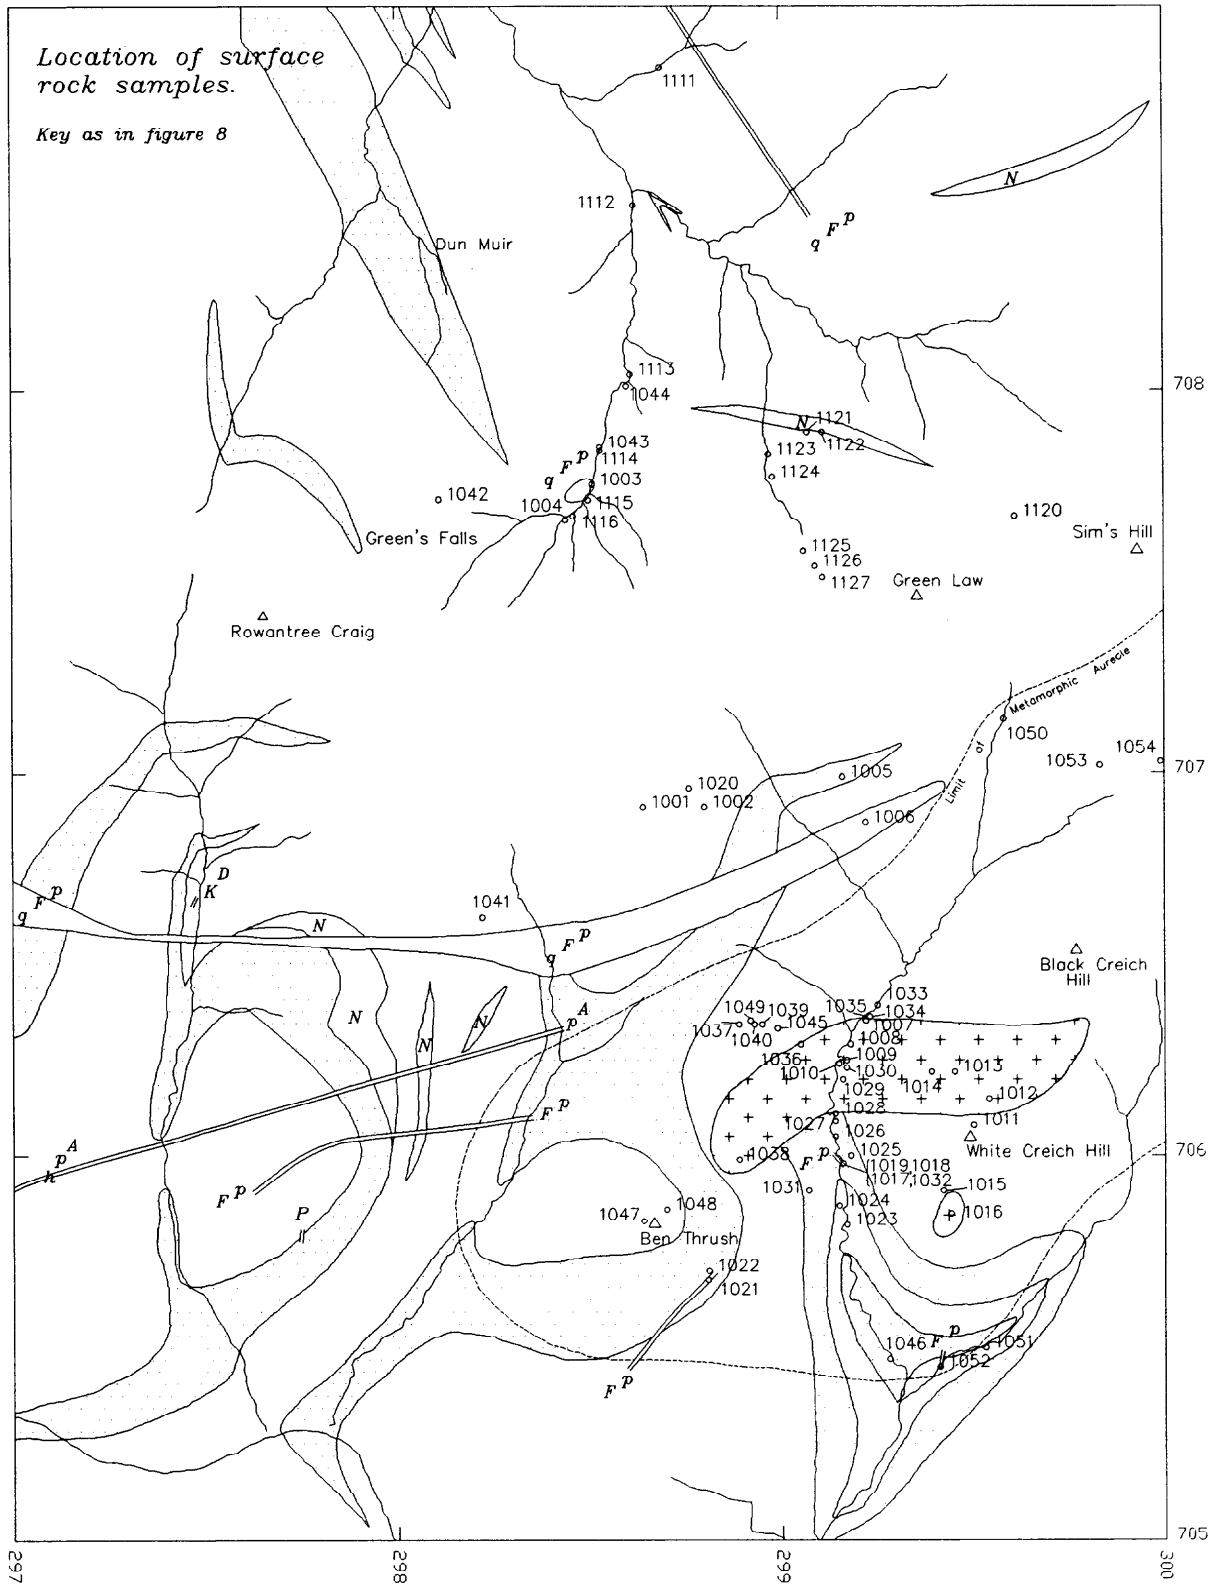 Location of surface
rock samples.
Key as in figure 8
1111
N
1112
q F p
Dun Muir
1113
1044
708
N
1121
1122
1043
1114
1123
1124
q F p
1003
1042
1004
1115
1116
1120
Green's Falls
Sim's Hill
1125
1126
1127
Green Law
Rowantree Craig
Limit of Metamorphic Aureole
1050
1053
1054
707
1005
1020
1001
1002
1006
K D
q F p
1041
N
q F p
Black Creich
Hill
1033
1035
1034
1049
1039
1037
1040
1045
1007
N
N
N
p A
1008
1036
1009
1010
1030
1013
1014
1029
1012
1028
1027
1011
F p
1026
h p A
White Creich Hill
706
1038
1025
F p
(1019,1018
(1017,1032
1015
1031
F p
1024
1016
P
1047
1048
1023
Ben Thrush
1022
1021
1046
F p
1051
1052
F p
705
297
298
299
300